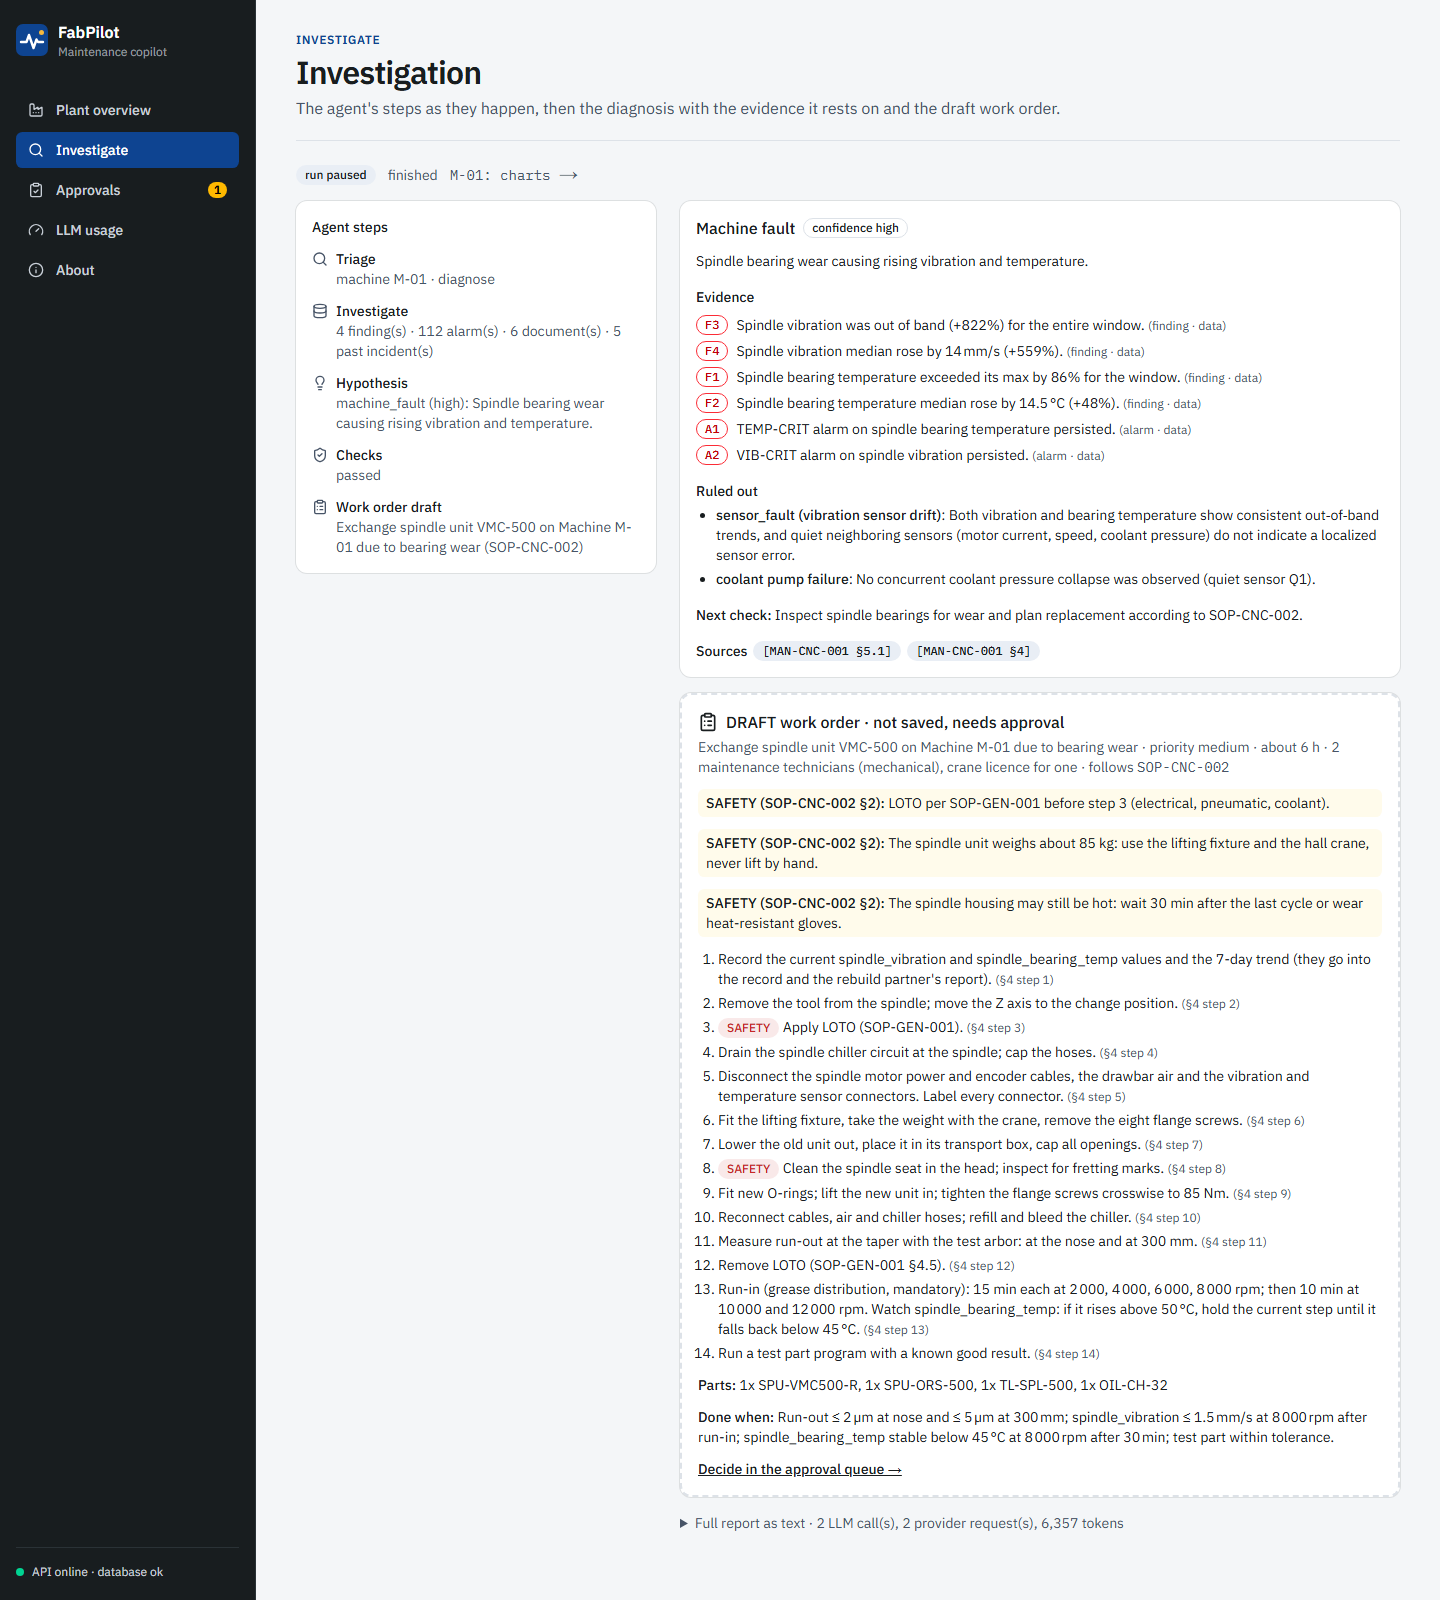 FabPilot
Maintenance copilot
Plant overview
Investigate
Approvals 1
LLM usage
About
API online · database ok
INVESTIGATE
Investigation
The agent's steps as they happen, then the diagnosis with the evidence it rests on and the draft work order.
run paused finished M-01: charts →
Agent steps
Triage
machine M-01 · diagnose
Investigate
4 finding(s) · 112 alarm(s) · 6 document(s) · 5
past incident(s)
Hypothesis
machine_fault (high): Spindle bearing wear
causing rising vibration and temperature.
Checks
passed
Work order draft
Exchange spindle unit VMC-500 on Machine M-
01 due to bearing wear (SOP-CNC-002)
Machine fault confidence high
Spindle bearing wear causing rising vibration and temperature.
Evidence
F3 Spindle vibration was out of band (+822%) for the entire window. (finding · data)
F4 Spindle vibration median rose by 14 mm/s (+559%). (finding · data)
F1 Spindle bearing temperature exceeded its max by 86% for the window. (finding · data)
F2 Spindle bearing temperature median rose by 14.5 °C (+48%). (finding · data)
A1 TEMP-CRIT alarm on spindle bearing temperature persisted. (alarm · data)
A2 VIB-CRIT alarm on spindle vibration persisted. (alarm · data)
Ruled out
• sensor_fault (vibration sensor drift): Both vibration and bearing temperature show consistent out-of-band
trends, and quiet neighboring sensors (motor current, speed, coolant pressure) do not indicate a localized
sensor error.
• coolant pump failure: No concurrent coolant pressure collapse was observed (quiet sensor Q1).
Next check: Inspect spindle bearings for wear and plan replacement according to SOP-CNC-002.
Sources [MAN-CNC-001 §5.1] [MAN-CNC-001 §4]
DRAFT work order · not saved, needs approval
Exchange spindle unit VMC-500 on Machine M-01 due to bearing wear · priority medium · about 6 h · 2
maintenance technicians (mechanical), crane licence for one · follows SOP-CNC-002
SAFETY (SOP-CNC-002 §2): LOTO per SOP-GEN-001 before step 3 (electrical, pneumatic, coolant).
SAFETY (SOP-CNC-002 §2): The spindle unit weighs about 85 kg: use the lifting fixture and the hall crane,
never lift by hand.
SAFETY (SOP-CNC-002 §2): The spindle housing may still be hot: wait 30 min after the last cycle or wear
heat-resistant gloves.
1. Record the current spindle_vibration and spindle_bearing_temp values and the 7-day trend (they go into
the record and the rebuild partner's report). (§4 step 1)
2. Remove the tool from the spindle; move the Z axis to the change position. (§4 step 2)
3. SAFETY Apply LOTO (SOP-GEN-001). (§4 step 3)
4. Drain the spindle chiller circuit at the spindle; cap the hoses. (§4 step 4)
5. Disconnect the spindle motor power and encoder cables, the drawbar air and the vibration and
temperature sensor connectors. Label every connector. (§4 step 5)
6. Fit the lifting fixture, take the weight with the crane, remove the eight flange screws. (§4 step 6)
7. Lower the old unit out, place it in its transport box, cap all openings. (§4 step 7)
8. SAFETY Clean the spindle seat in the head; inspect for fretting marks. (§4 step 8)
9. Fit new O-rings; lift the new unit in; tighten the flange screws crosswise to 85 Nm. (§4 step 9)
10. Reconnect cables, air and chiller hoses; refill and bleed the chiller. (§4 step 10)
11. Measure run-out at the taper with the test arbor: at the nose and at 300 mm. (§4 step 11)
12. Remove LOTO (SOP-GEN-001 §4.5). (§4 step 12)
13. Run-in (grease distribution, mandatory): 15 min each at 2 000, 4 000, 6 000, 8 000 rpm; then 10 min at
10 000 and 12 000 rpm. Watch spindle_bearing_temp: if it rises above 50 °C, hold the current step until it
falls back below 45 °C. (§4 step 13)
14. Run a test part program with a known good result. (§4 step 14)
Parts: 1x SPU-VMC500-R, 1x SPU-ORS-500, 1x TL-SPL-500, 1x OIL-CH-32
Done when: Run-out ≤ 2 µm at nose and ≤ 5 µm at 300 mm; spindle_vibration ≤ 1.5 mm/s at 8 000 rpm after
run-in; spindle_bearing_temp stable below 45 °C at 8 000 rpm after 30 min; test part within tolerance.
Decide in the approval queue →
▶ Full report as text · 2 LLM call(s), 2 provider request(s), 6,357 tokens